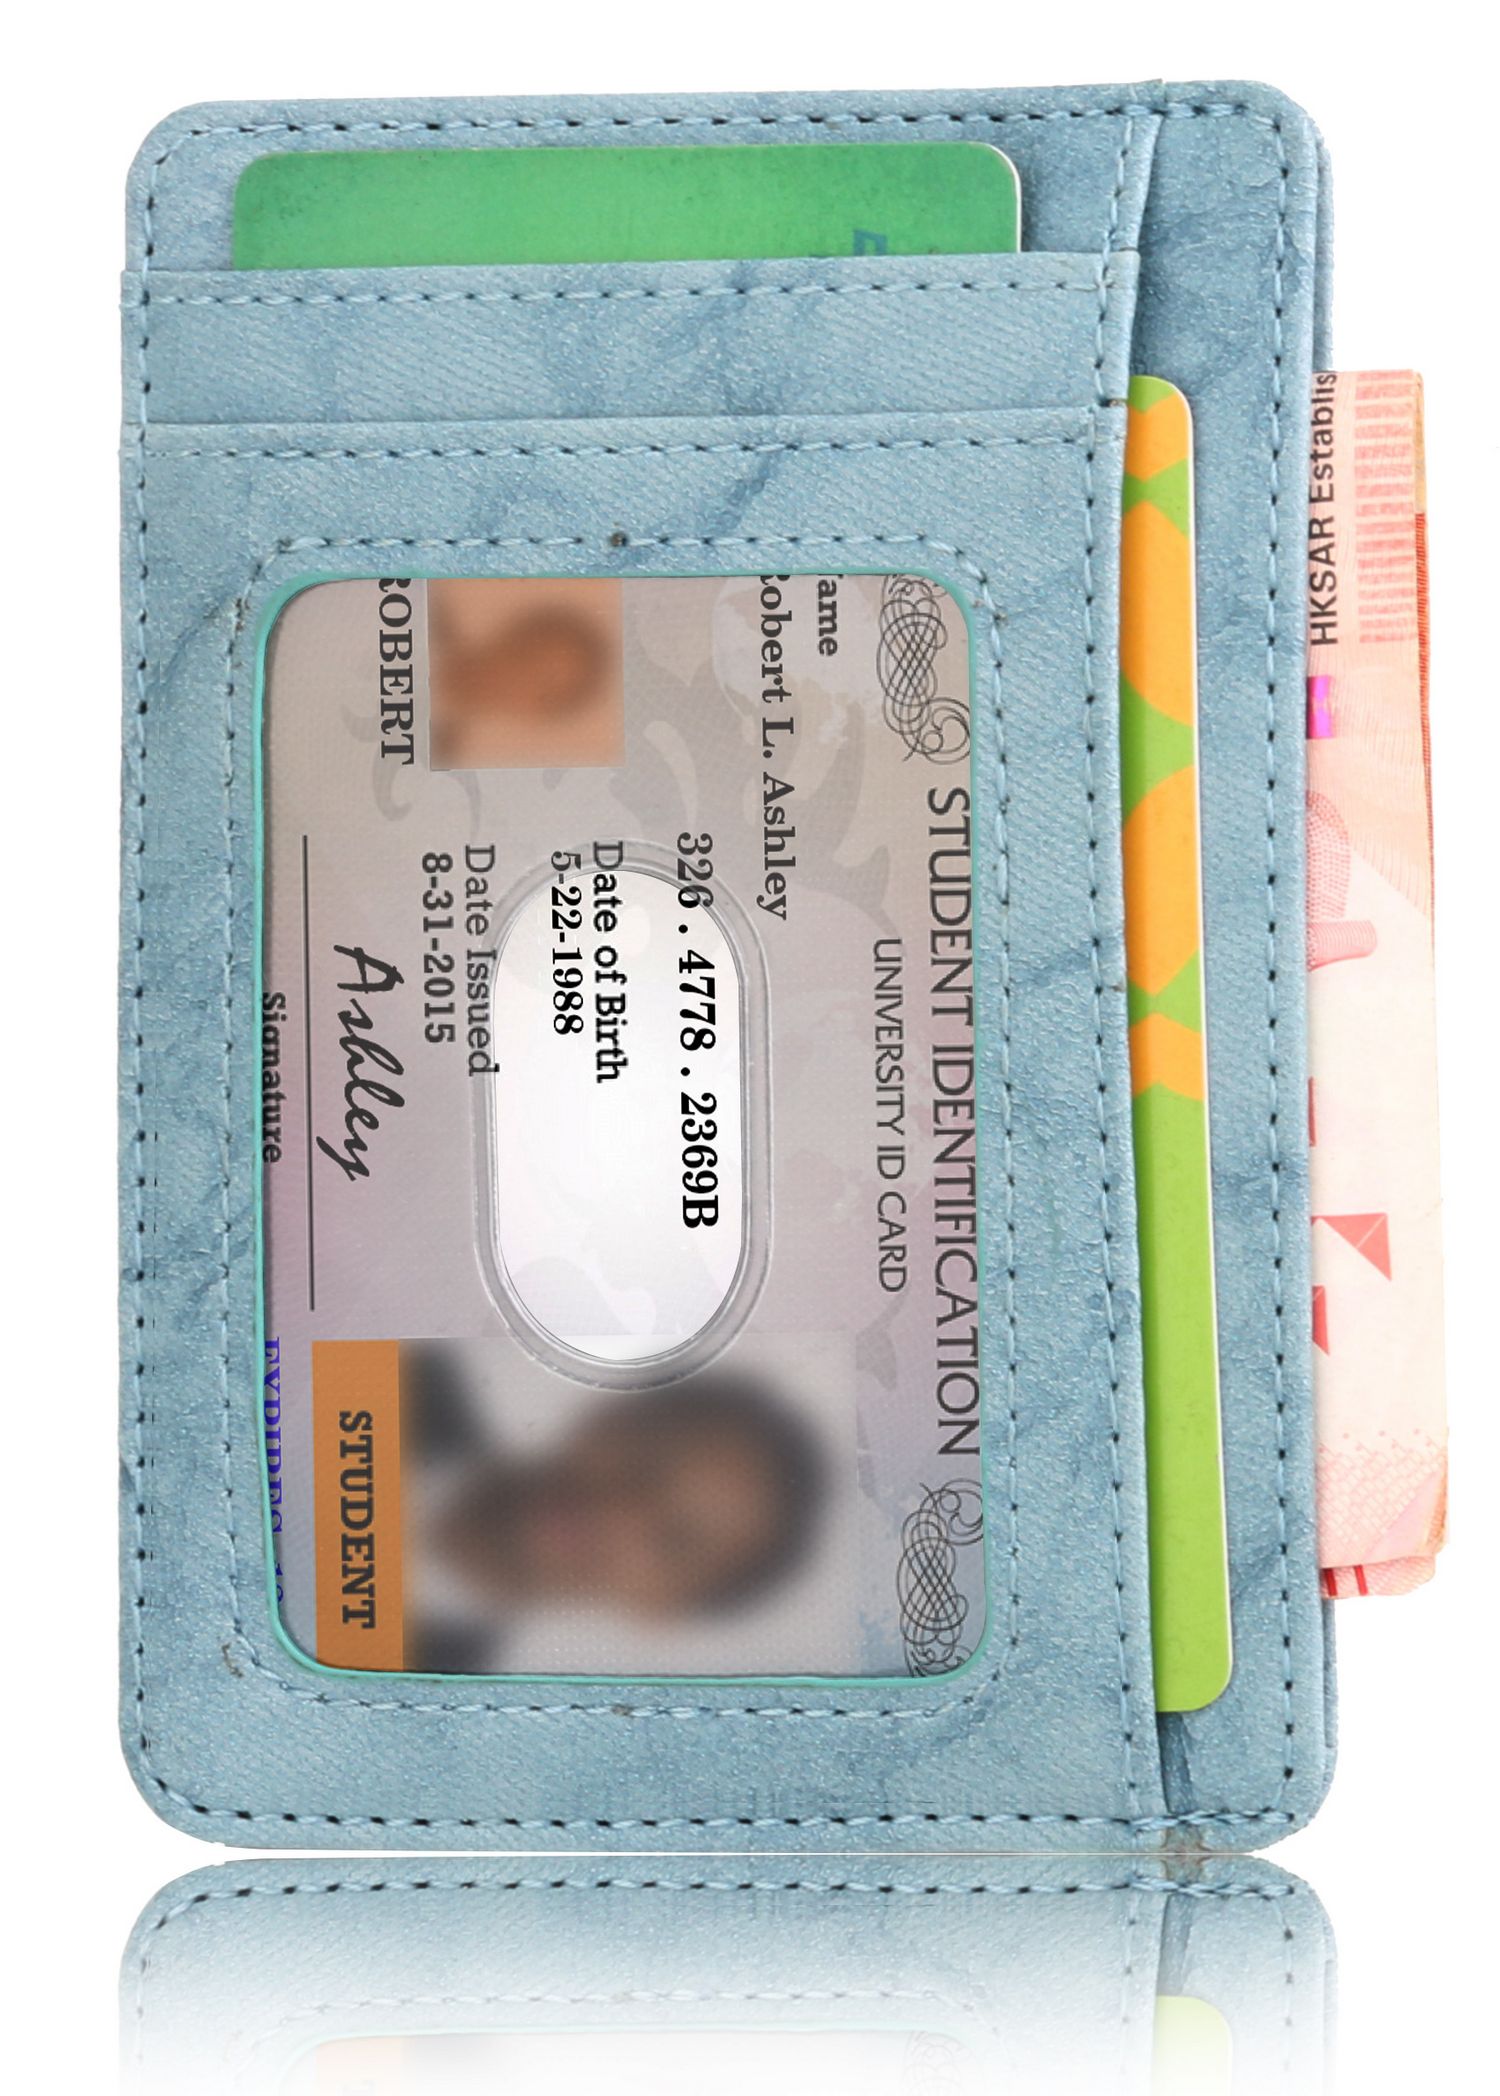 STUDENT IDENTIFICATION
UNIVERSITY ID CARD
ame
obert L. Ashley
326 . 4778 . 2369B
Date of Birth
5-22-1988
Date Issued
8-31-2015
ROBERT
Ashley
Signature
STUDENT
EXPIRES
HKSAR Establis